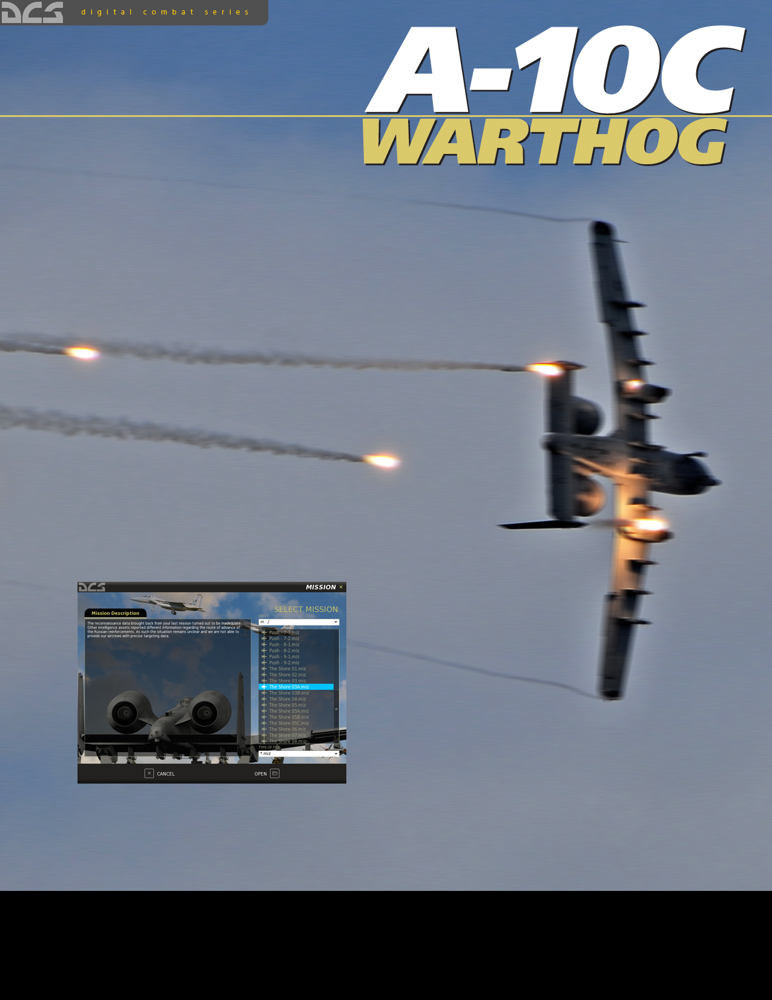 DCS digital combat series
A-10C
WARTHOG
DCS MISSION ×
SELECT MISSION
Mission Description
The reconnaissance data brought back from your last mission turned out to be inadequate.
Other intelligence assets reported different information regarding the route of advance of
the Russian reinforcements. As such the situation remains unclear and we are not able to
provide our aircrews with precise targeting data.
DRIVE
./
Push - 7-1.miz
Push - 7-2.miz
Push - 8-1.miz
Push - 8-2.miz
Push - 9-1.miz
Push - 9-2.miz
The Shore 01.miz
The Shore 02.miz
The Shore 03.miz
The Shore 03A.miz
The Shore 03B.miz
The Shore 04.miz
The Shore 05.miz
The Shore 05A.miz
The Shore 05B.miz
The Shore 05C.miz
The Shore 06.miz
The Shore 07.miz
The Shore 08.miz
TYPE OF FILE
*.miz
CANCEL
OPEN